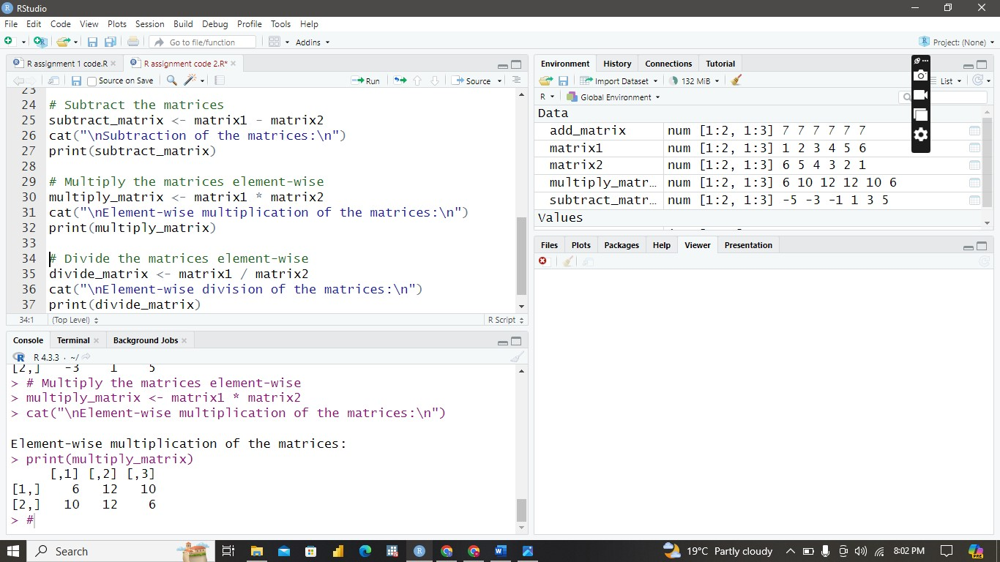 RStudio
File Edit Code View Plots Session Build Debug Profile Tools Help
Go to file/function Addins Project: (None)
R assignment 1 code.R R assignment code 2.R*
Source on Save Run Source
23
24 # Subtract the matrices
25 subtract_matrix <- matrix1 - matrix2
26 cat("\nSubtraction of the matrices:\n")
27 print(subtract_matrix)
28
29 # Multiply the matrices element-wise
30 multiply_matrix <- matrix1 * matrix2
31 cat("\nElement-wise multiplication of the matrices:\n")
32 print(multiply_matrix)
33
34 # Divide the matrices element-wise
35 divide_matrix <- matrix1 / matrix2
36 cat("\nElement-wise division of the matrices:\n")
37 print(divide_matrix)
34:1 (Top Level) R Script
Console Terminal Background Jobs
R 4.3.3 · ~/
[2,] -3 1 5
> # Multiply the matrices element-wise
> multiply_matrix <- matrix1 * matrix2
> cat("\nElement-wise multiplication of the matrices:\n")
Element-wise multiplication of the matrices:
> print(multiply_matrix)
[,1] [,2] [,3]
[1,] 6 12 10
[2,] 10 12 6
> #
Environment History Connections Tutorial
Import Dataset 132 MiB List
R Global Environment
Data
add_matrix num [1:2, 1:3] 7 7 7 7 7 7
matrix1 num [1:2, 1:3] 1 2 3 4 5 6
matrix2 num [1:2, 1:3] 6 5 4 3 2 1
multiply_matr… num [1:2, 1:3] 6 10 12 12 10 6
subtract_matr… num [1:2, 1:3] -5 -3 -1 1 3 5
Values
Files Plots Packages Help Viewer Presentation
Search 19°C Partly cloudy 8:02 PM